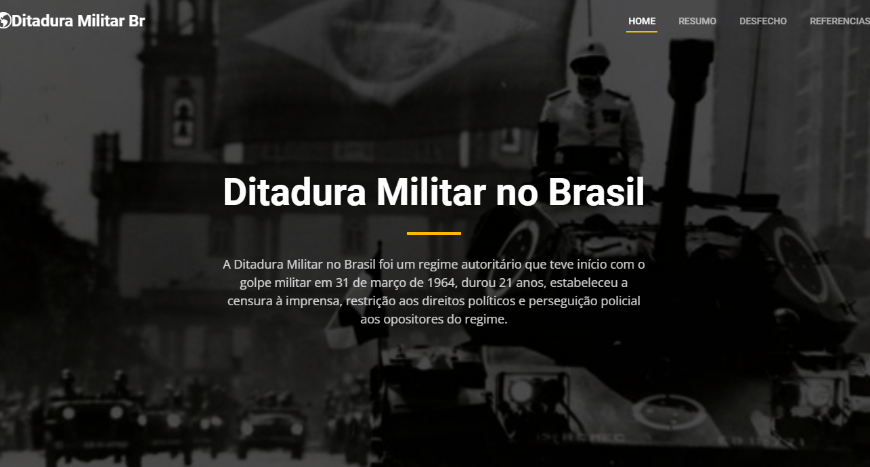 Ditadura Militar Br
HOME
RESUMO
DESFECHO
REFERENCIAS
Ditadura Militar no Brasil
A Ditadura Militar no Brasil foi um regime autoritário que teve início com o
golpe militar em 31 de março de 1964, durou 21 anos, estabeleceu a
censura à imprensa, restrição aos direitos políticos e perseguição policial
aos opositores do regime.